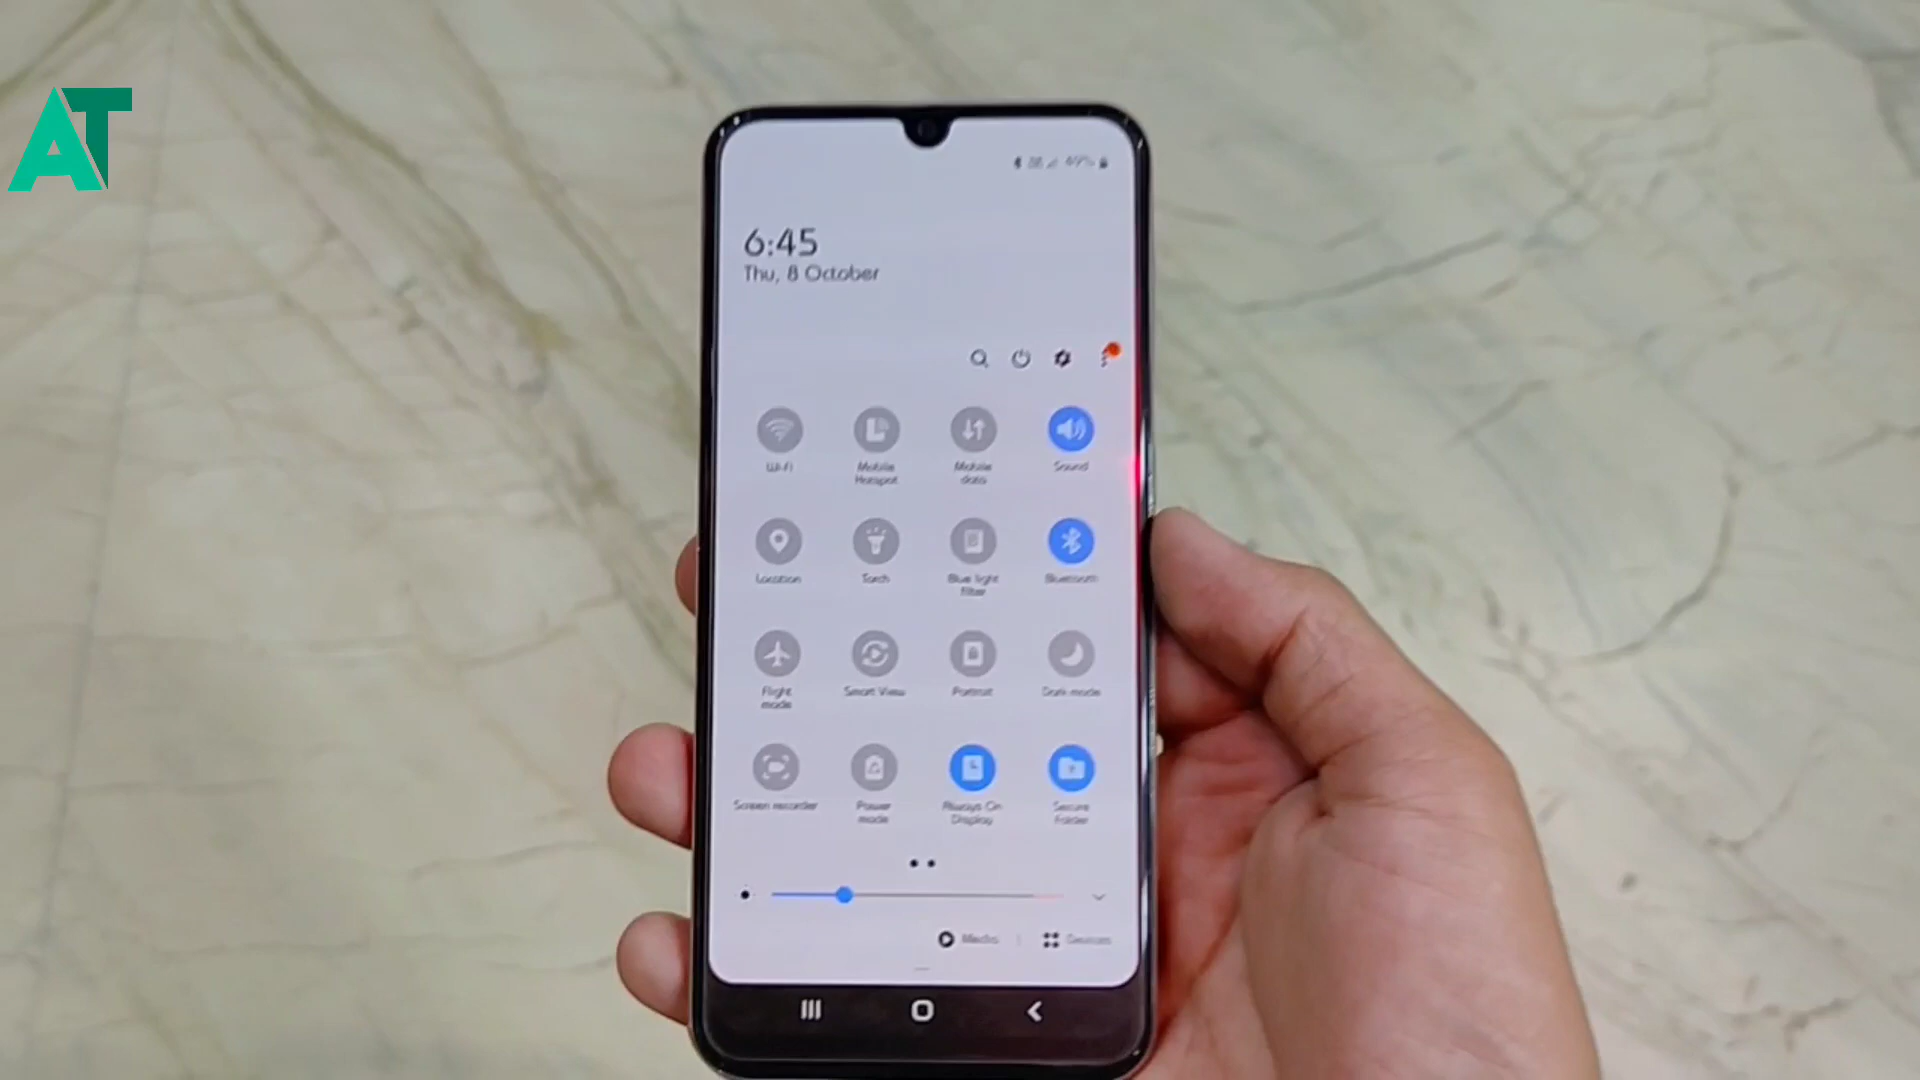 AT
49%
6:45
Thu, 8 October
Wi-Fi
Mobile
Hotspot
Mobile
data
Sound
Location
Torch
Blue light
filter
Bluetooth
Flight
mode
Smart View
Portrait
Dark mode
Screen recorder
Power
mode
Always On
Display
Secure
Folder
Media
Devices